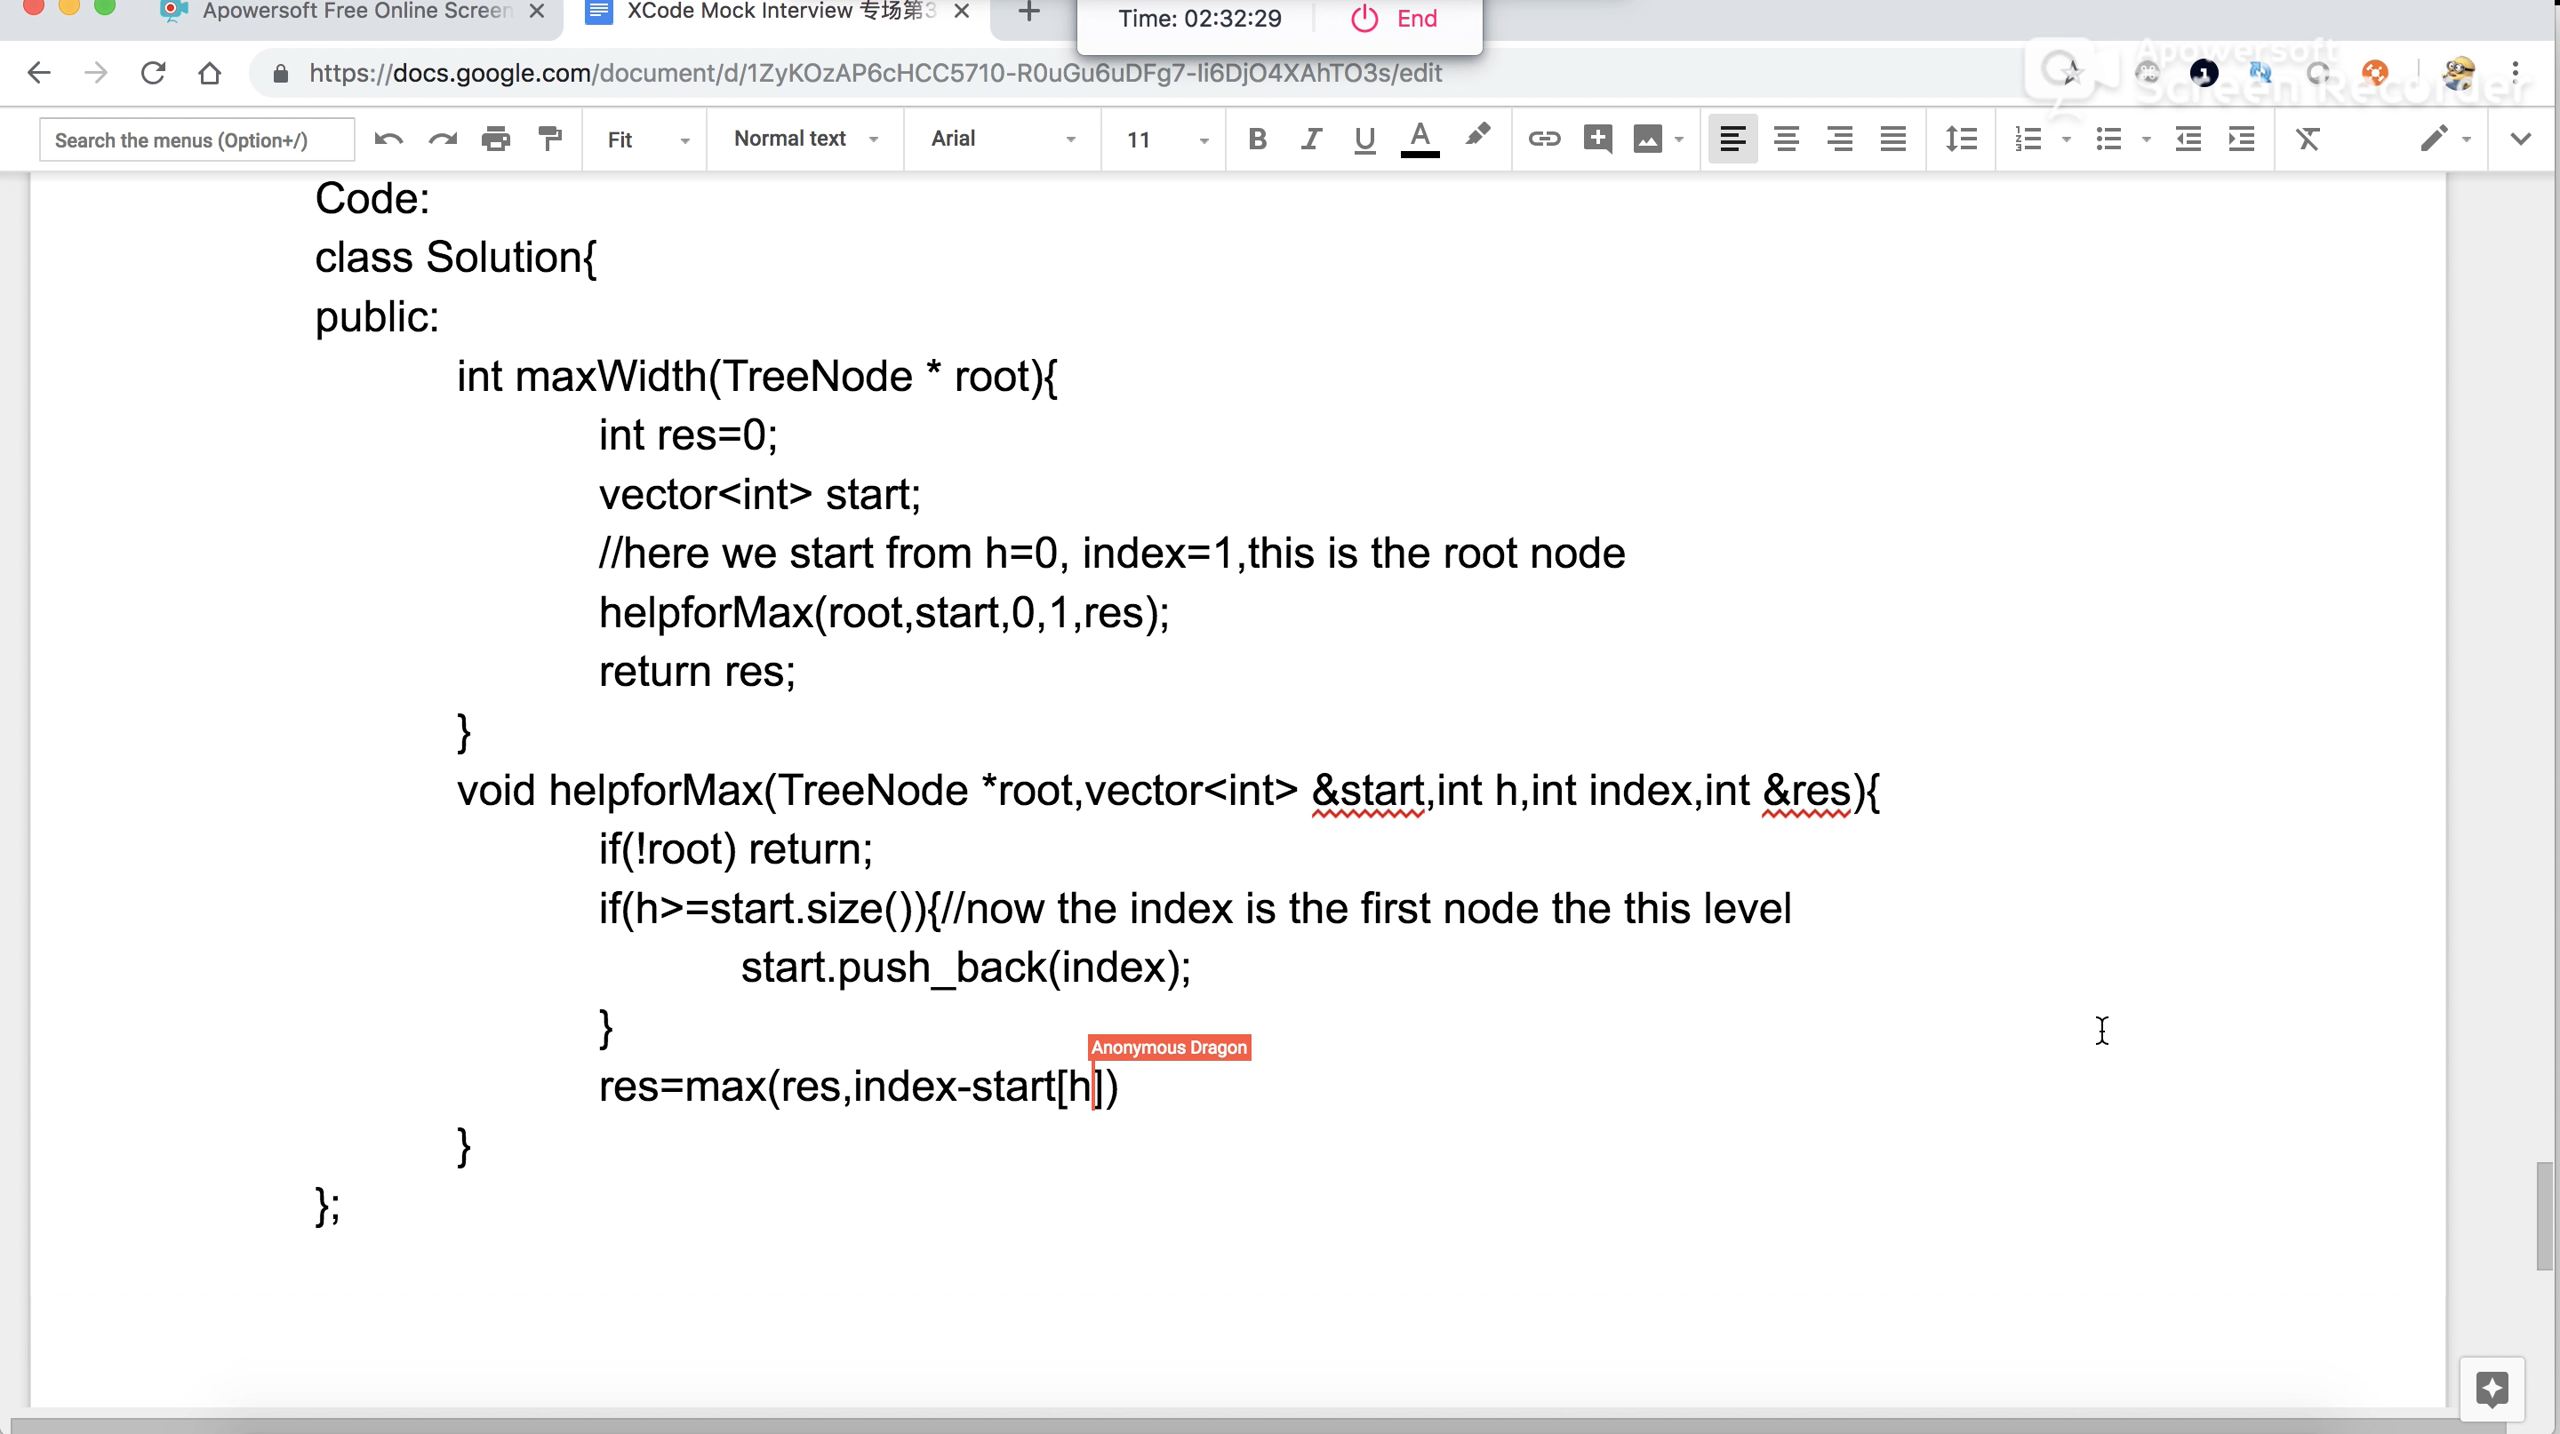 Apowersoft Free Online Screen
XCode Mock Interview 专场第3
Time: 02:32:29
End
https://docs.google.com/document/d/1ZyKOzAP6cHCC5710-R0uGu6uDFg7-Ii6DjO4XAhTO3s/edit
Apowersoft
Screen Recorder
Search the menus (Option+/)
Fit
Normal text
Arial
11
Code:
class Solution{
public:
int maxWidth(TreeNode * root){
int res=0;
vector<int> start;
//here we start from h=0, index=1,this is the root node
helpforMax(root,start,0,1,res);
return res;
}
void helpforMax(TreeNode *root,vector<int> &start,int h,int index,int &res){
if(!root) return;
if(h>=start.size()){//now the index is the first node the this level
start.push_back(index);
}
Anonymous Dragon
res=max(res,index-start[h])
}
};